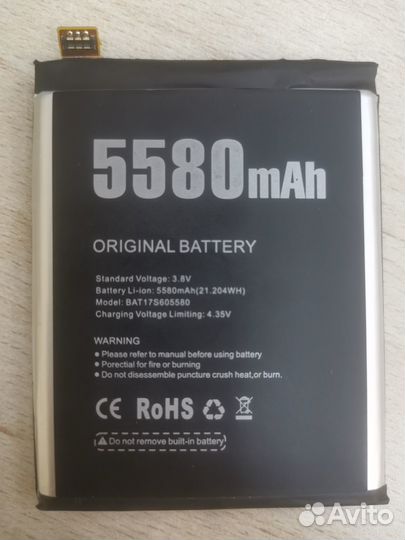 5580mAh
ORIGINAL BATTERY
Standard Voltage: 3.8V
Battery Li-ion: 5580mAh(21.204WH)
Model: BAT17S605580
Charging Voltage Limiting: 4.35V
WARNING
● Please refer to manual before using battery
● Porectial for fire or burning
● Do not disessemble puncture crush heat,or burn.
CE RoHS
Do not remove built-in battery
Avito